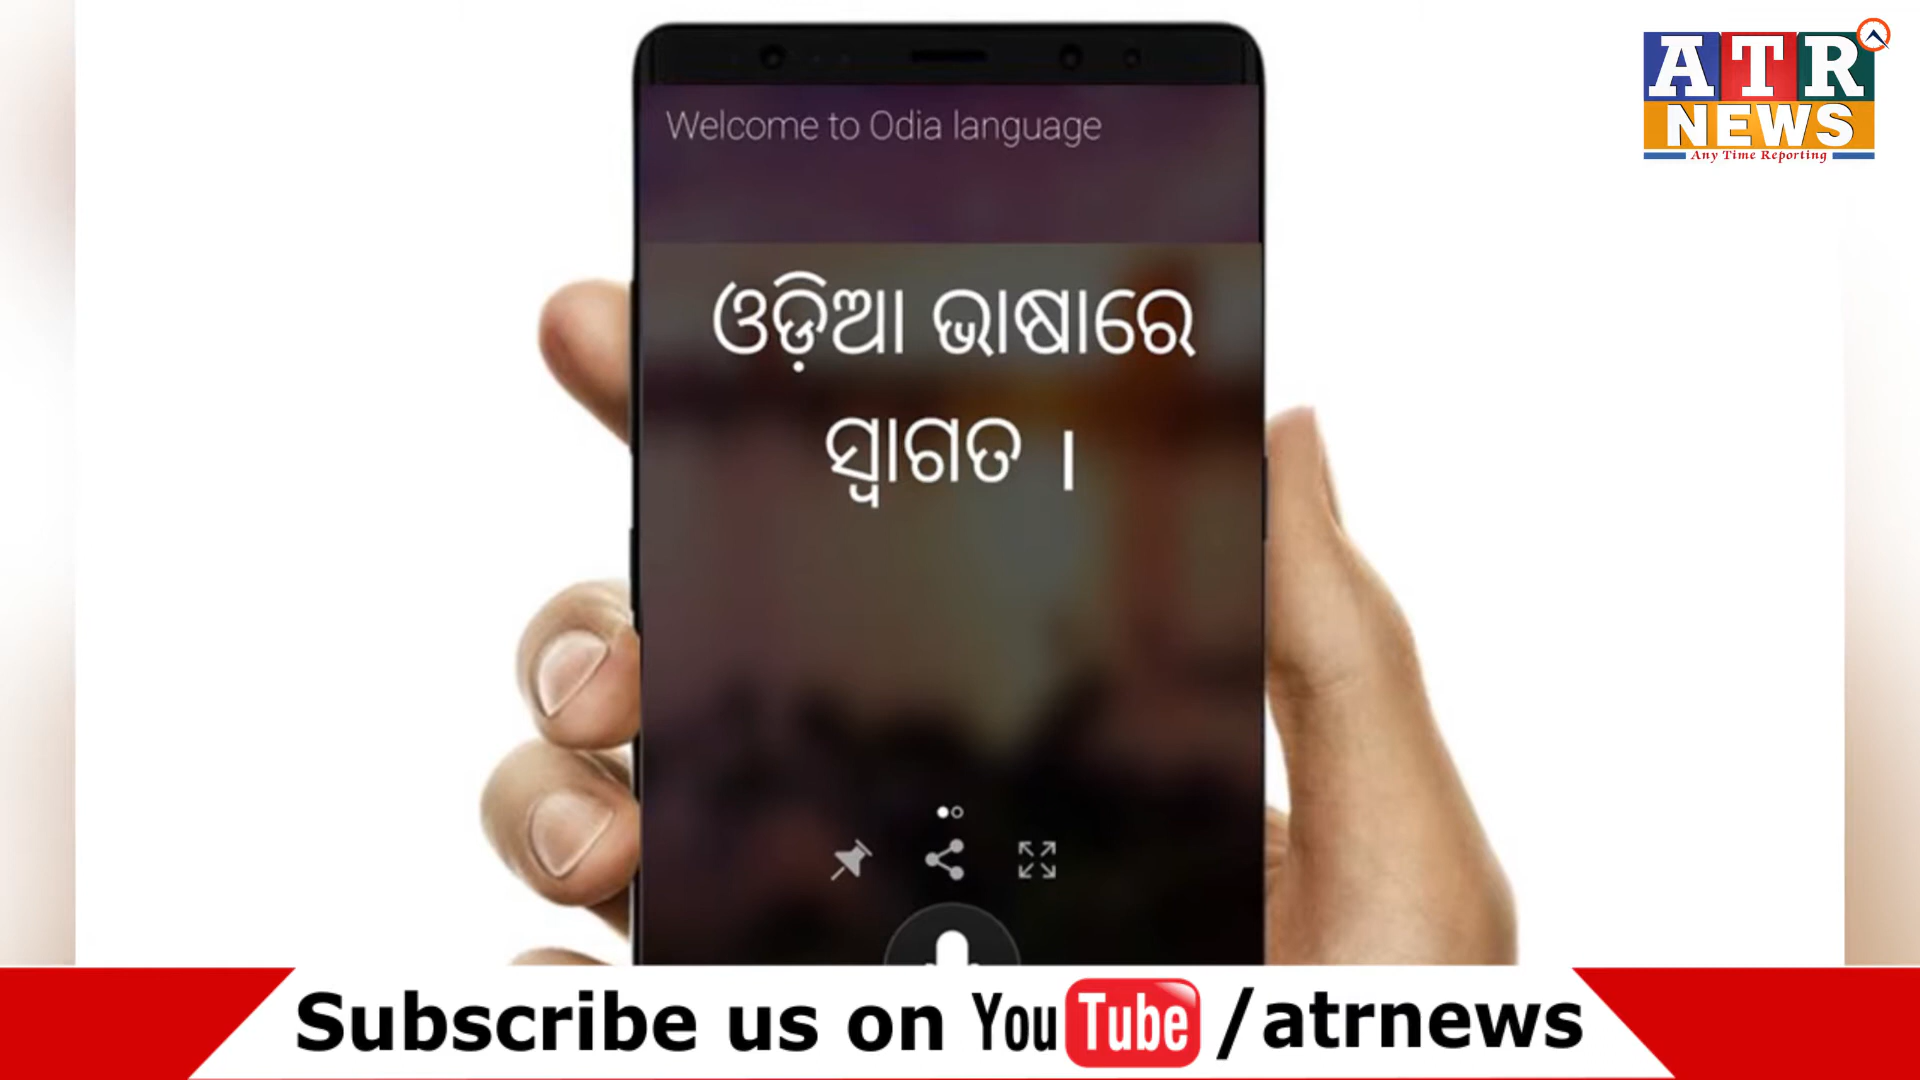 ATR
NEWS
Any Time Reporting
Welcome to Odia language
ଓଡ଼ିଆ ଭାଷାରେ
ସ୍ୱାଗତ |
Subscribe us on YouTube /atrnews